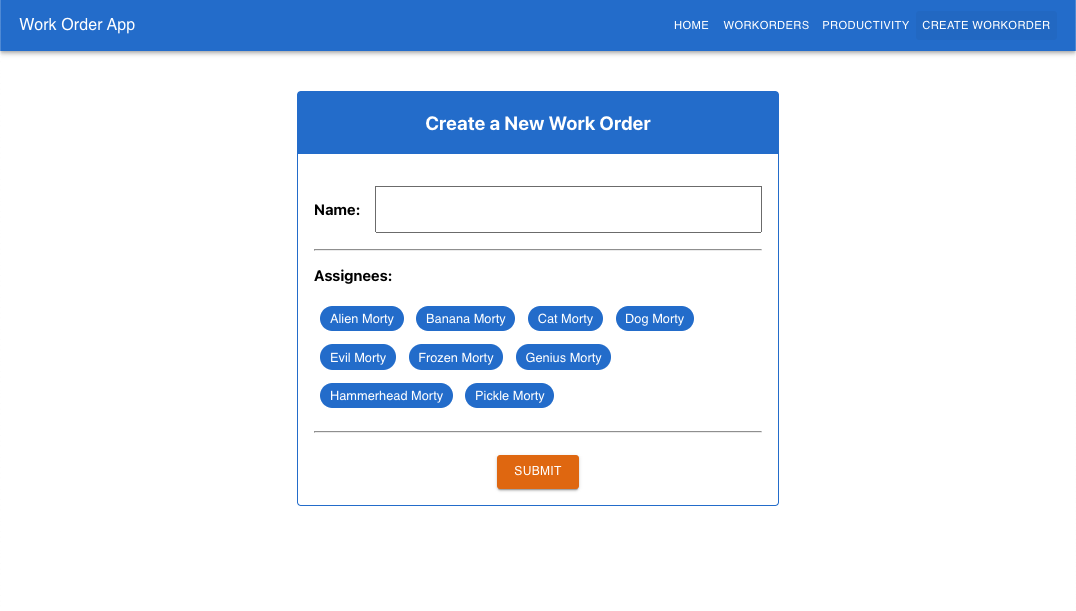 Work Order App HOME WORKORDERS PRODUCTIVITY CREATE WORKORDER
Create a New Work Order
Name:
Assignees:
Alien Morty Banana Morty Cat Morty Dog Morty
Evil Morty Frozen Morty Genius Morty
Hammerhead Morty Pickle Morty
SUBMIT